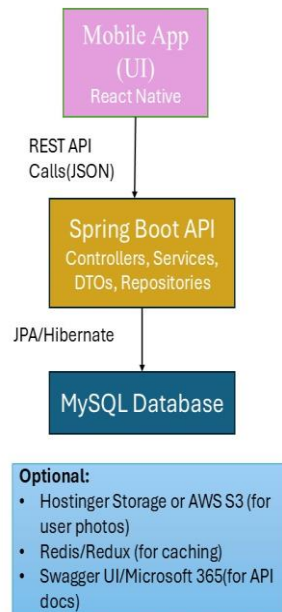 Mobile App
(UI)
React Native
REST API
Calls(JSON)
Spring Boot API
Controllers, Services,
DTOs, Repositories
JPA/Hibernate
MySQL Database
Optional:
• Hostinger Storage or AWS S3 (for
user photos)
• Redis/Redux (for caching)
• Swagger UI/Microsoft 365(for API
docs)